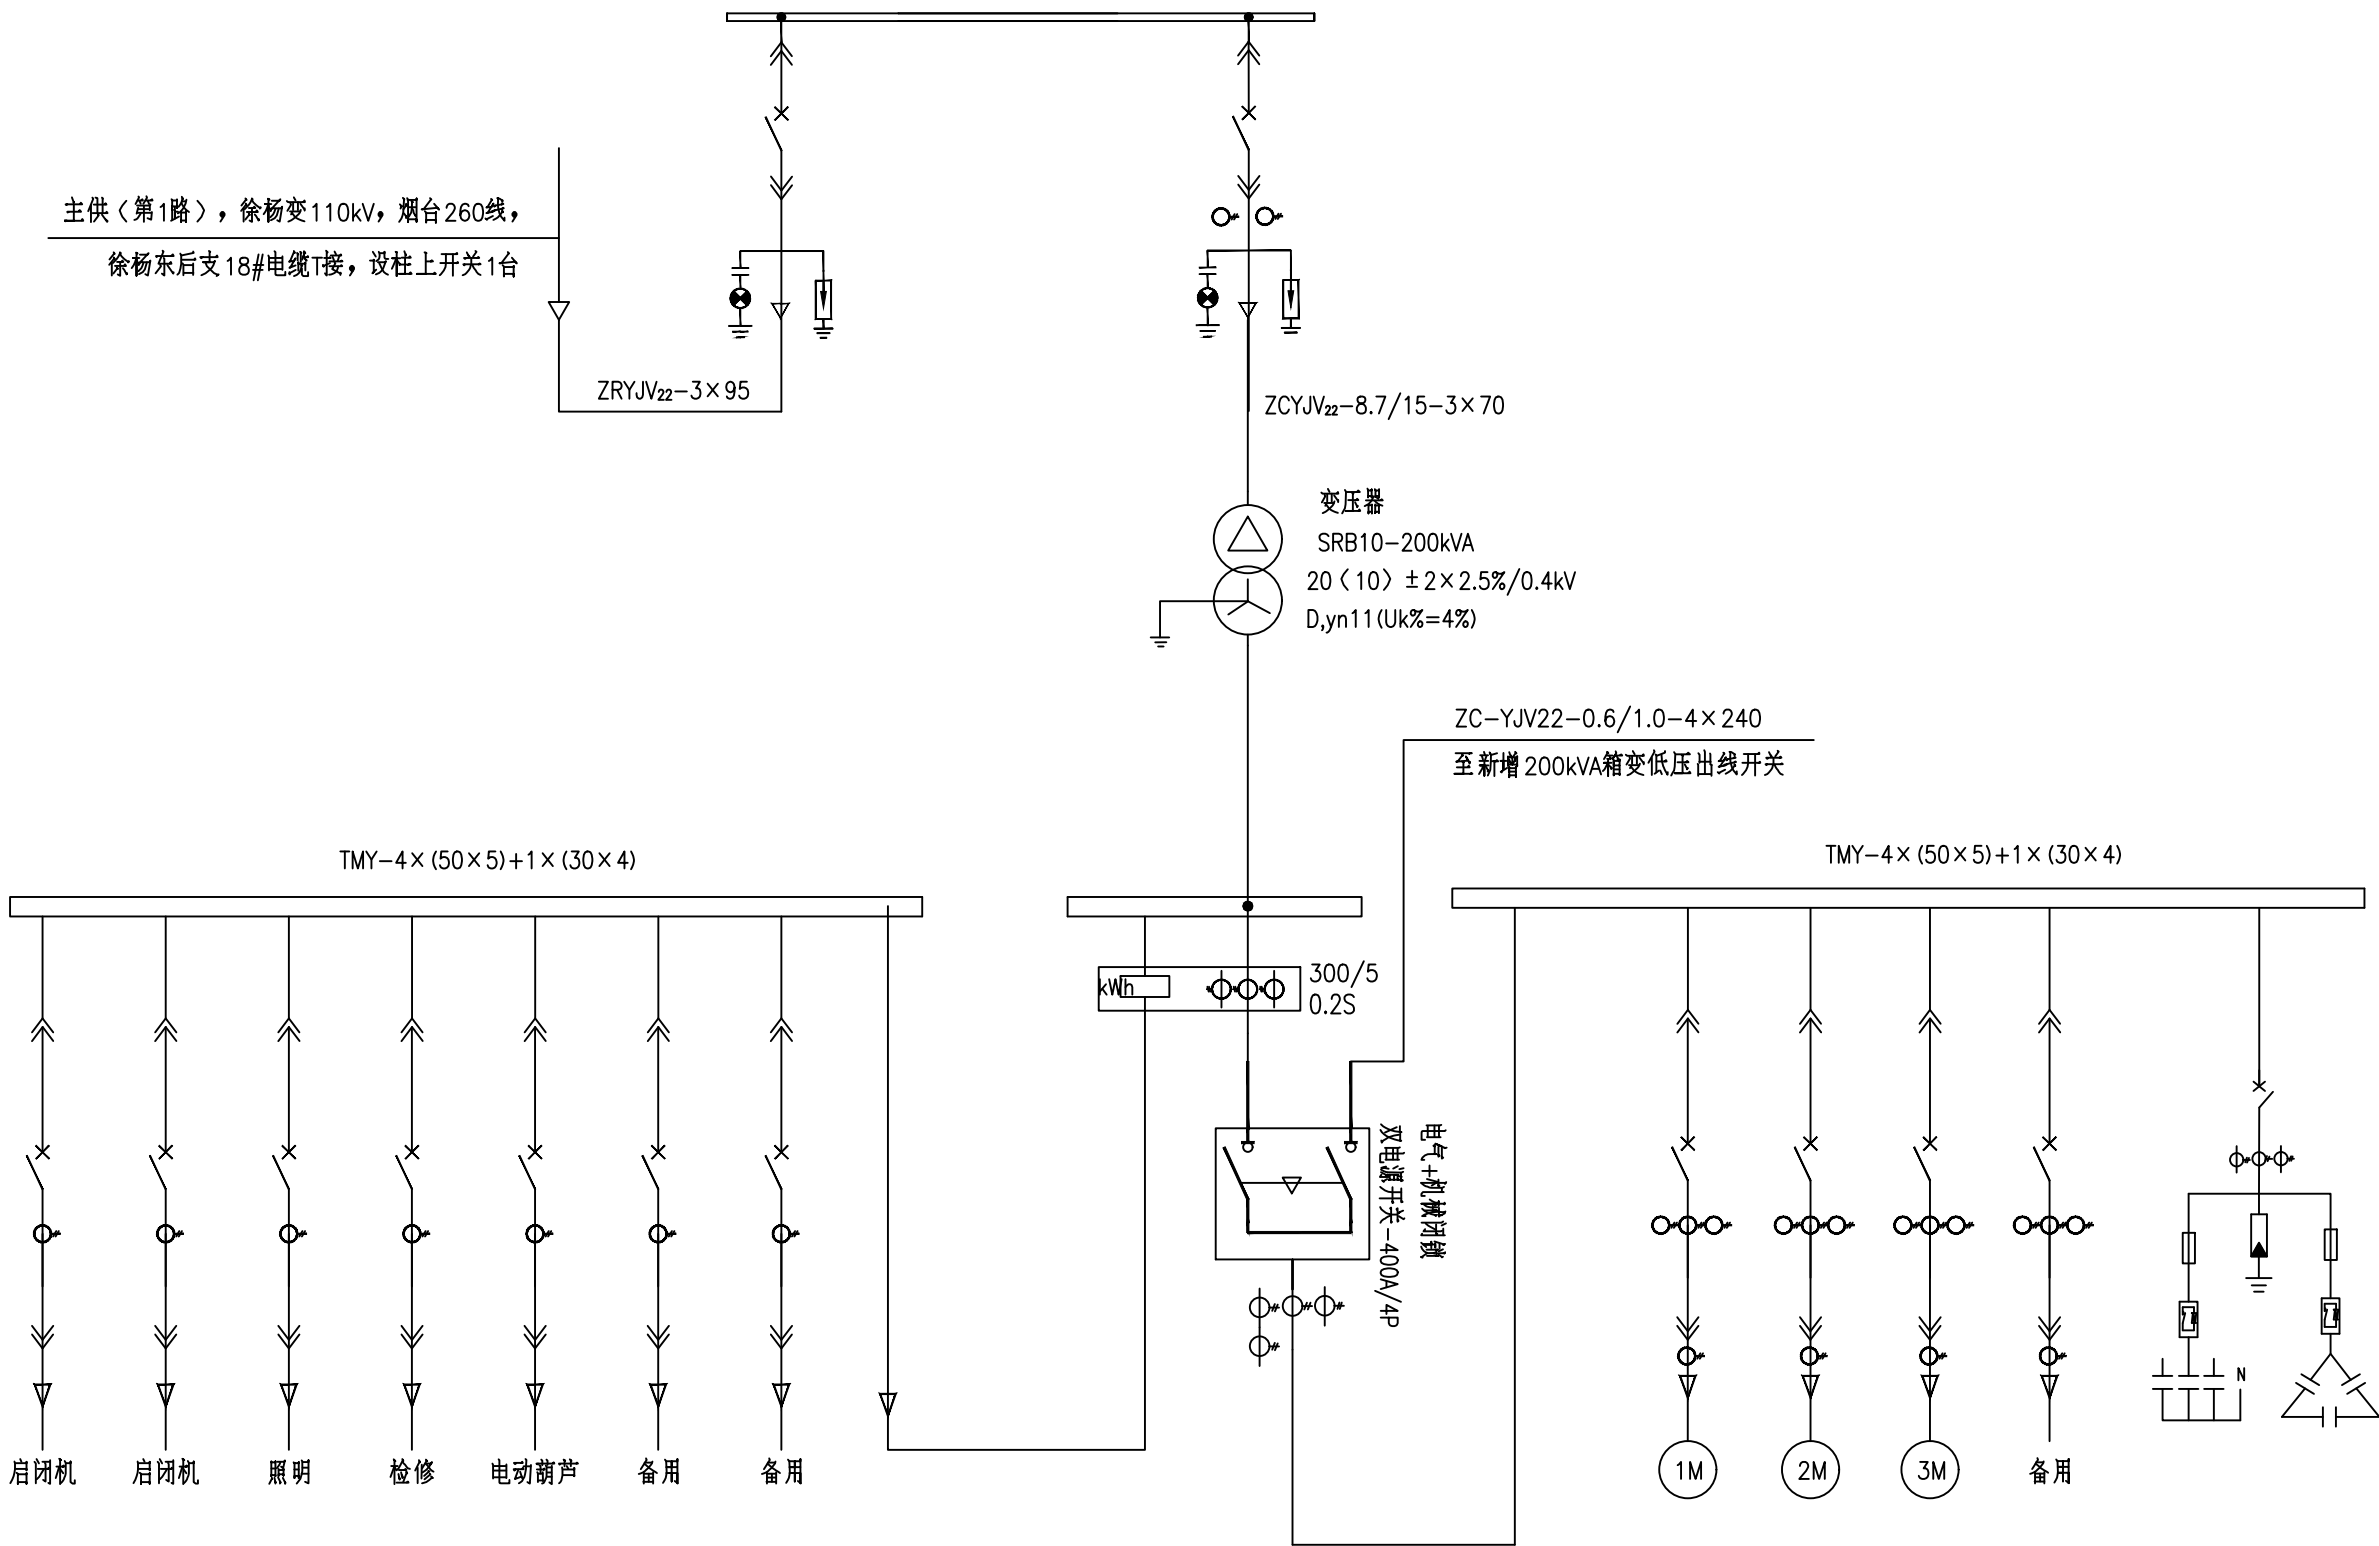 主供〈第1路〉，徐杨变110kV，烟台260线，
徐杨东后支18#电缆T接，设柱上开关1台
ZRYJV₂₂-3×95
ZCYJV₂₂-8.7/15-3×70
变压器
SRB10-200kVA
20〈10〉±2×2.5%/0.4kV
D,yn11(Uk%=4%)
ZC-YJV22-0.6/1.0-4×240
至新增200kVA箱变低压出线开关
TMY-4×(50×5)+1×(30×4)
TMY-4×(50×5)+1×(30×4)
kWh
300/5
0.2S
电气+机械闭锁
双电源开关-400A/4P
N
启闭机
启闭机
照明
检修
电动葫芦
备用
备用
1M
2M
3M
备用